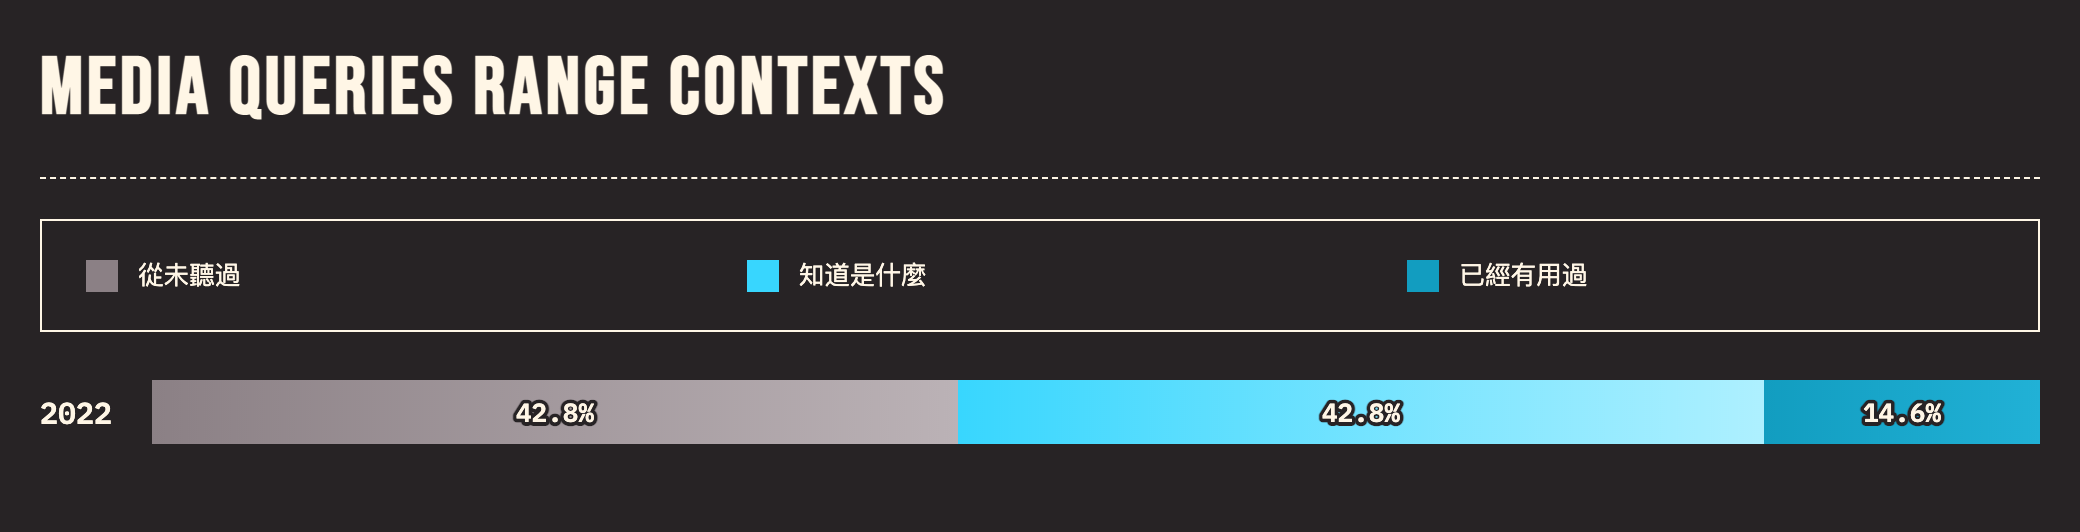 MEDIA QUERIES RANGE CONTEXTS
從未聽過 知道是什麼 已經有用過
2022 42.8% 42.8% 14.6%